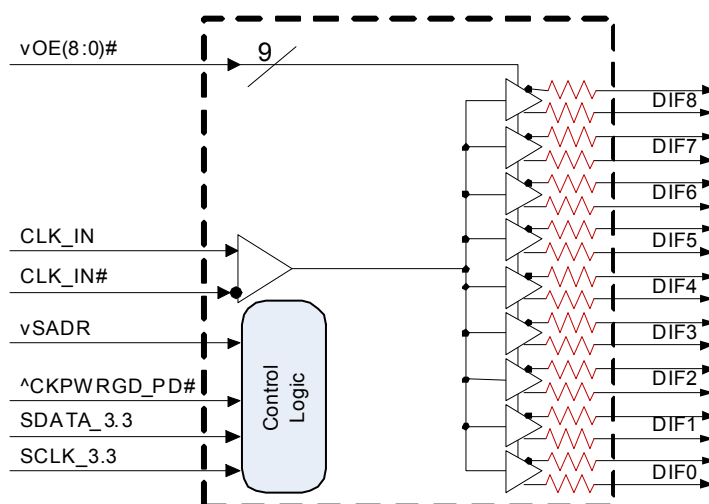 vOE(8:0)#
9
DIF8
DIF7
DIF6
DIF5
CLK_IN
CLK_IN#
DIF4
vSADR
DIF3
^CKPWRGD_PD#
DIF2
SDATA_3.3
DIF1
SCLK_3.3
DIF0
Control
Logic